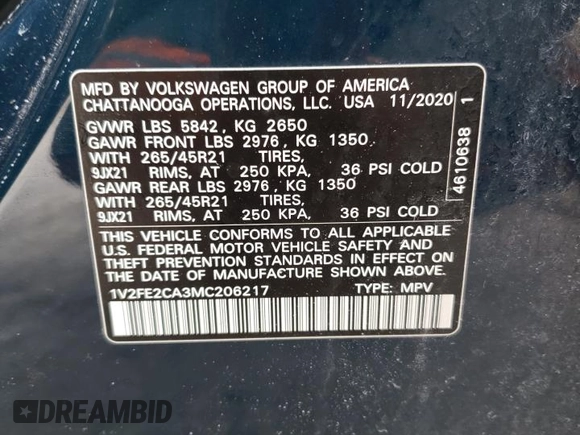 MFD BY VOLKSWAGEN GROUP OF AMERICA
CHATTANOOGA OPERATIONS, LLC. USA 11/2020
GVWR LBS 5842 , KG 2650
GAWR FRONT LBS 2976 , KG 1350
WITH 265/45R21 TIRES,
9JX21 RIMS, AT 250 KPA, 36 PSI COLD
GAWR REAR LBS 2976 , KG 1350
WITH 265/45R21 TIRES,
9JX21 RIMS, AT 250 KPA, 36 PSI COLD
THIS VEHICLE CONFORMS TO ALL APPLICABLE
U.S. FEDERAL MOTOR VEHICLE SAFETY AND
THEFT PREVENTION STANDARDS IN EFFECT ON
THE DATE OF MANUFACTURE SHOWN ABOVE.
1V2FE2CA3MC206217 TYPE: MPV
4610638 1
DREAMBID